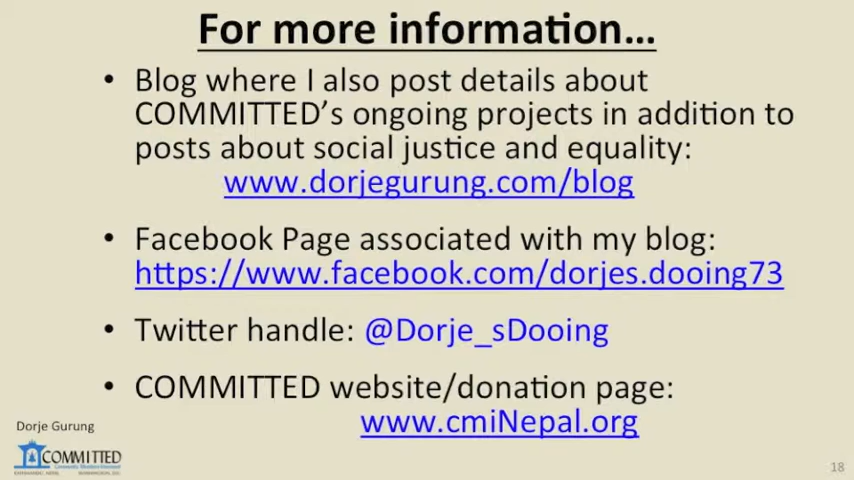 For more information...
• Blog where I also post details about
COMMITTED's ongoing projects in addition to
posts about social justice and equality:
www.dorjegurung.com/blog
• Facebook Page associated with my blog:
https://www.facebook.com/dorjes.dooing73
• Twitter handle: @Dorje_sDooing
• COMMITTED website/donation page:
www.cmiNepal.org
Dorje Gurung
COMMITTED
18